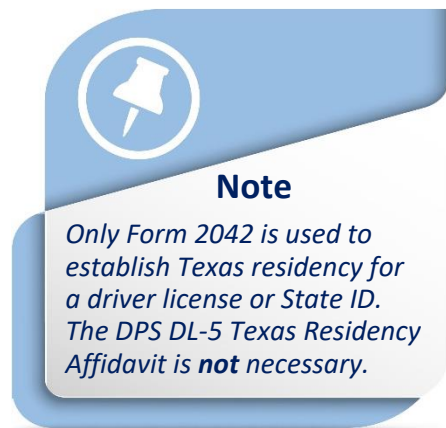 Note
Only Form 2042 is used to
establish Texas residency for
a driver license or State ID.
The DPS DL-5 Texas Residency
Affidavit is not necessary.